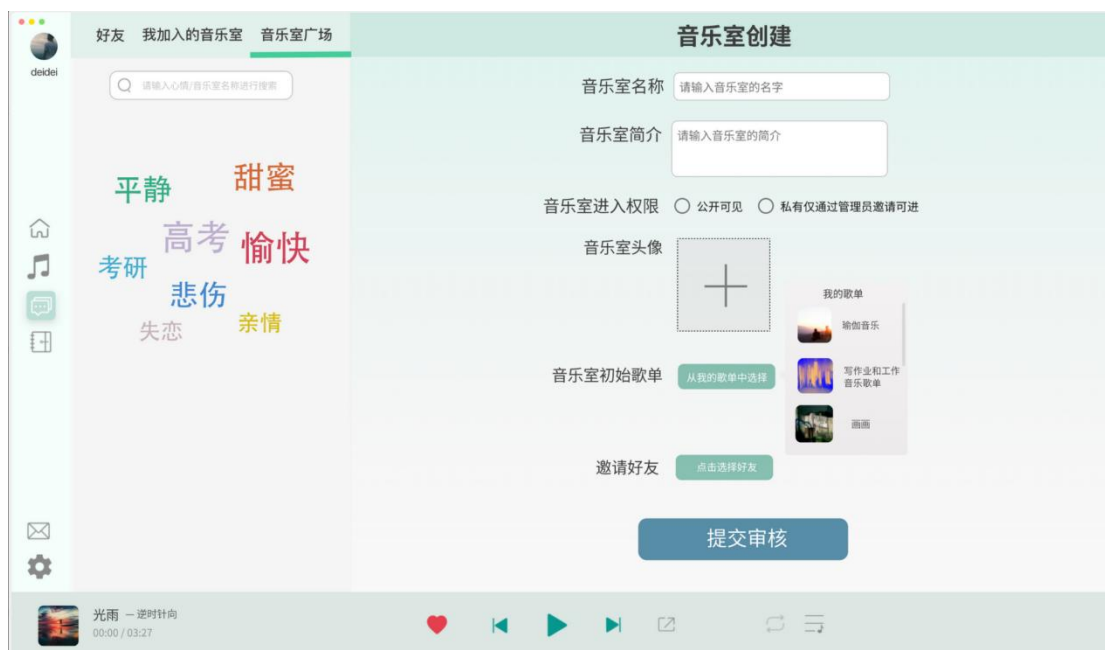 deidei
好友 我加入的音乐室 音乐室广场
请输入心情/音乐室名称进行搜索
平静
甜蜜
高考
愉快
考研
悲伤
失恋
亲情
音乐室创建
音乐室名称 请输入音乐室的名字
音乐室简介 请输入音乐室的简介
音乐室进入权限 公开可见 私有仅通过管理员邀请可进
音乐室头像
我的歌单
瑜伽音乐
音乐室初始歌单 从我的歌单中选择
写作业和工作
音乐歌单
画画
邀请好友 点击选择好友
提交审核
光雨 — 逆时针向
00:00 / 03:27